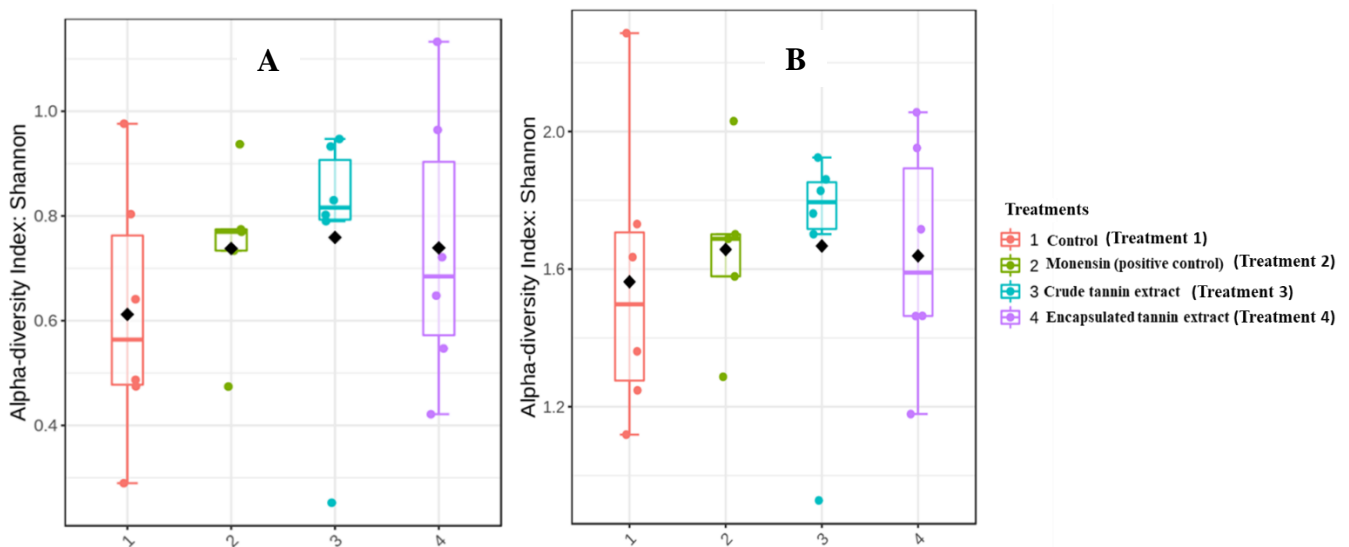 A
Alpha-diversity Index: Shannon
1.0
0.8
0.6
0.4
1
2
3
4
B
Alpha-diversity Index: Shannon
2.0
1.6
1.2
1
2
3
4
Treatments
1 Control (Treatment 1)
2 Monensin (positive control) (Treatment 2)
3 Crude tannin extract (Treatment 3)
4 Encapsulated tannin extract (Treatment 4)